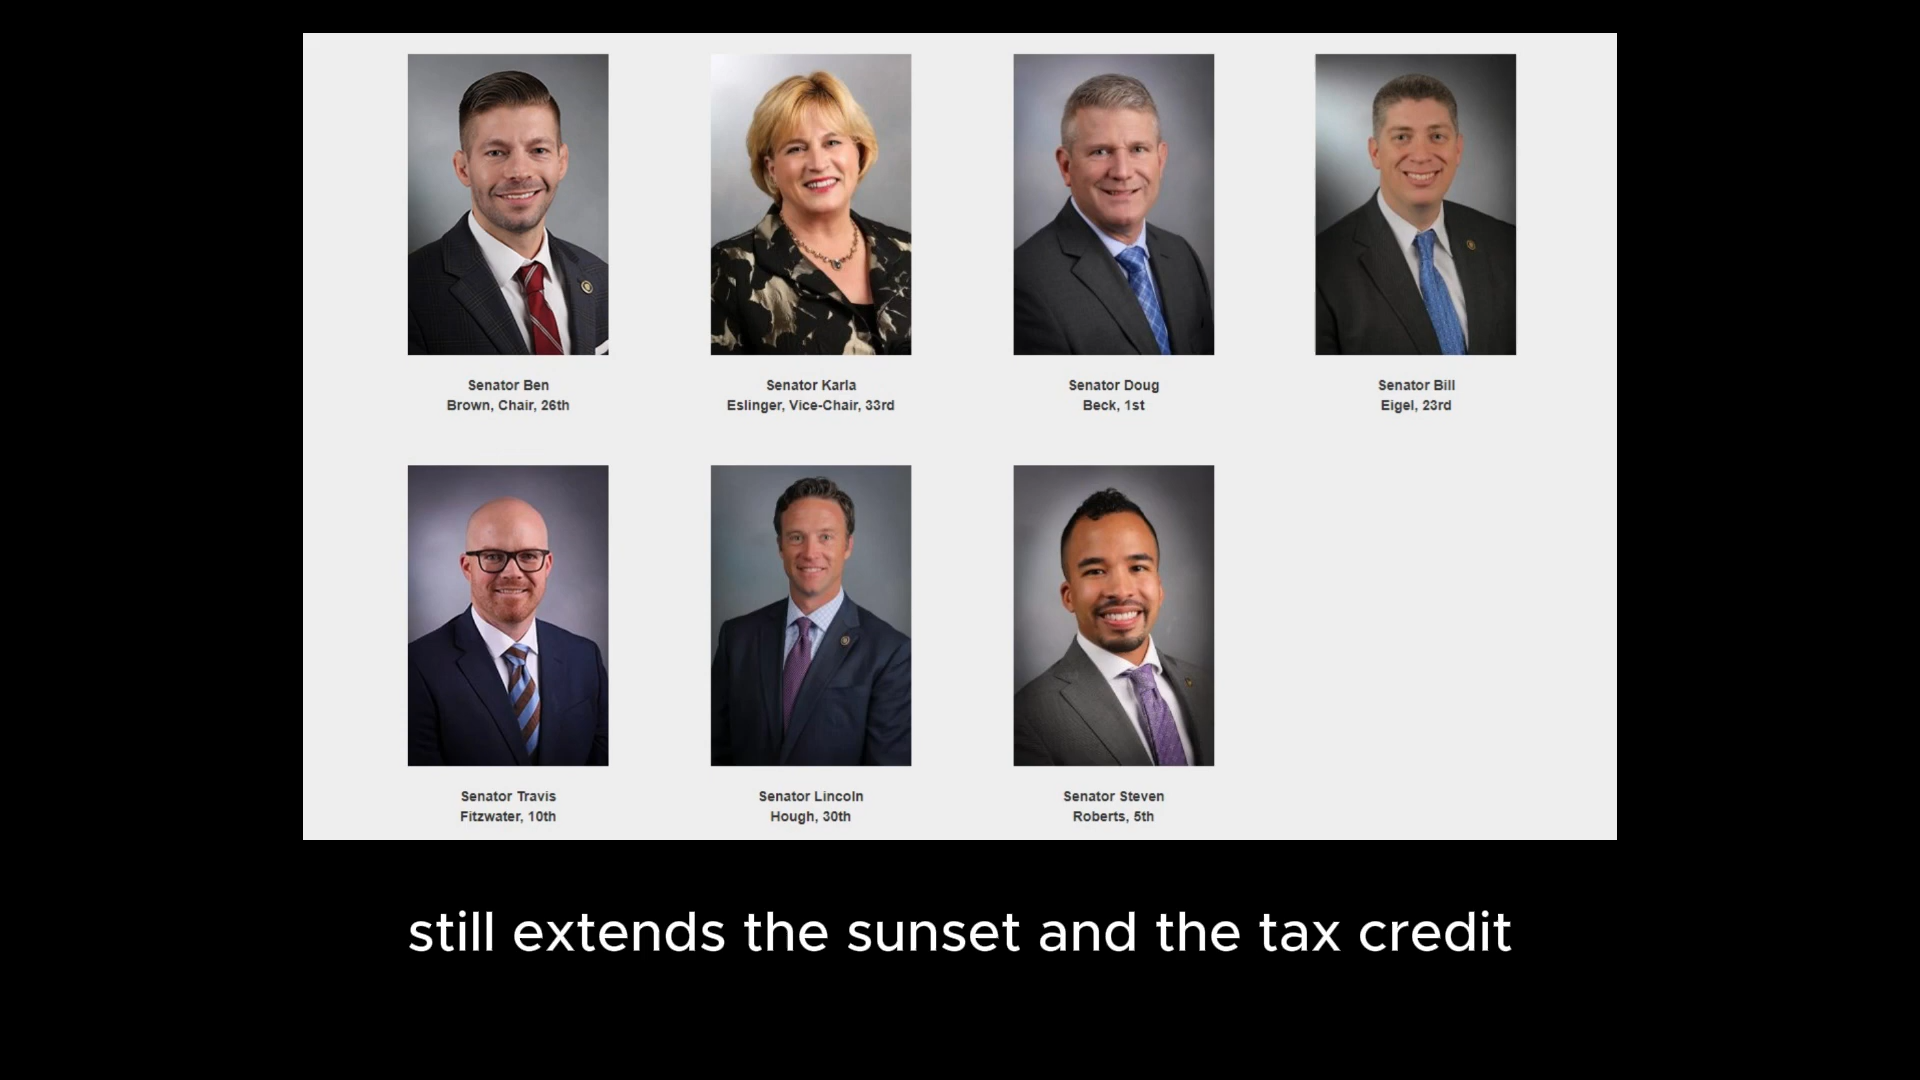 Senator Ben
Brown, Chair, 26th
Senator Karla
Eslinger, Vice-Chair, 33rd
Senator Doug
Beck, 1st
Senator Bill
Eigel, 23rd
Senator Travis
Fitzwater, 10th
Senator Lincoln
Hough, 30th
Senator Steven
Roberts, 5th
still extends the sunset and the tax credit